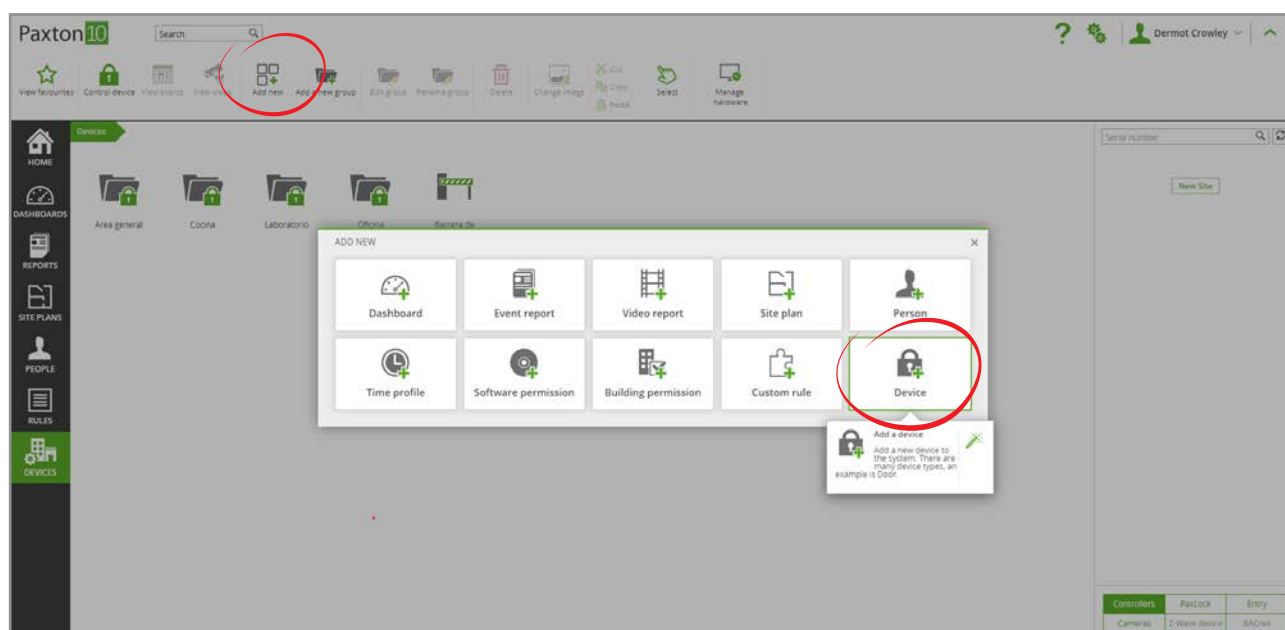 Paxton10
Search
Dermot Crowley
View favourites
Control device
View events
View video
Add new
Add a new group
Edit group
Rename group
Delete
Change image
Cut
Copy
Paste
Select
Manage hardware
HOME
DASHBOARDS
REPORTS
SITE PLANS
PEOPLE
RULES
DEVICES
Devices
Area general
Cocina
Laboratorio
Oficina
Barrera de
Serial number
New Site
ADD NEW
Dashboard
Event report
Video report
Site plan
Person
Time profile
Software permission
Building permission
Custom rule
Device
Add a device
Add a new device to
the system. There are
many device types, an
example is Door.
Controllers
PaxLock
Entry
Cameras
Z-Wave device
BACnet